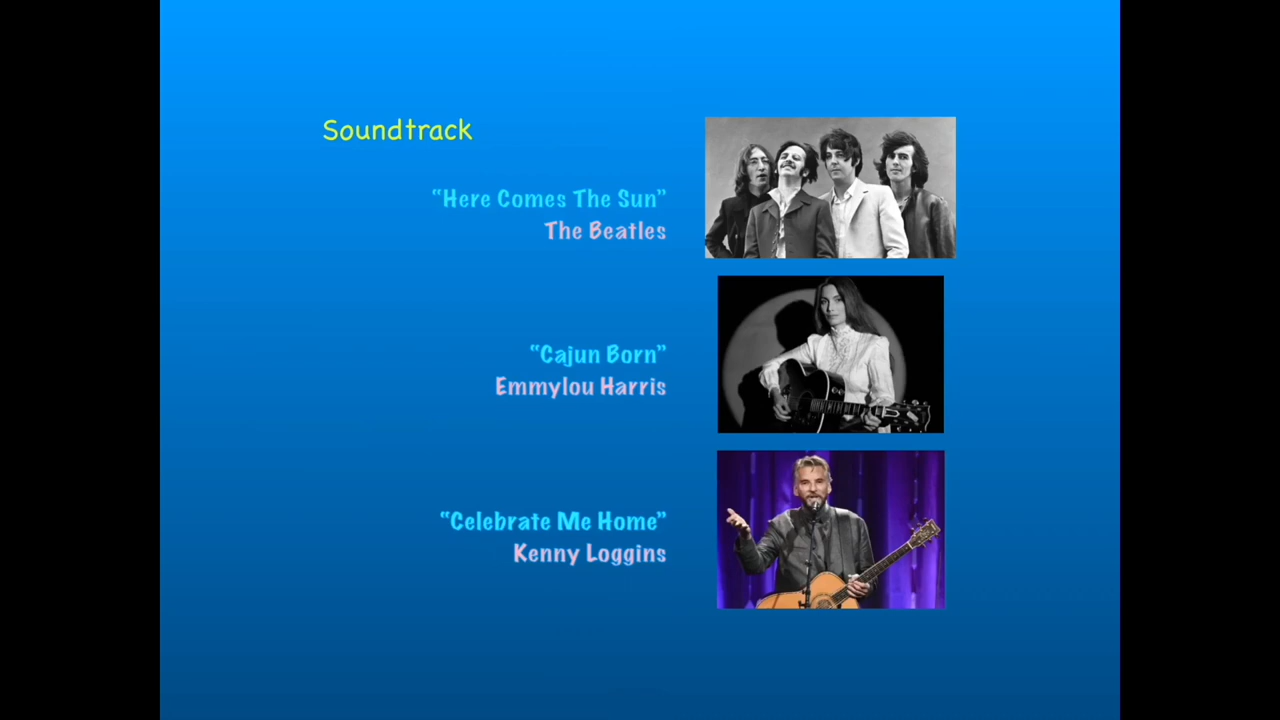 Soundtrack
“Here Comes The Sun”
The Beatles
“Cajun Born”
Emmylou Harris
“Celebrate Me Home”
Kenny Loggins